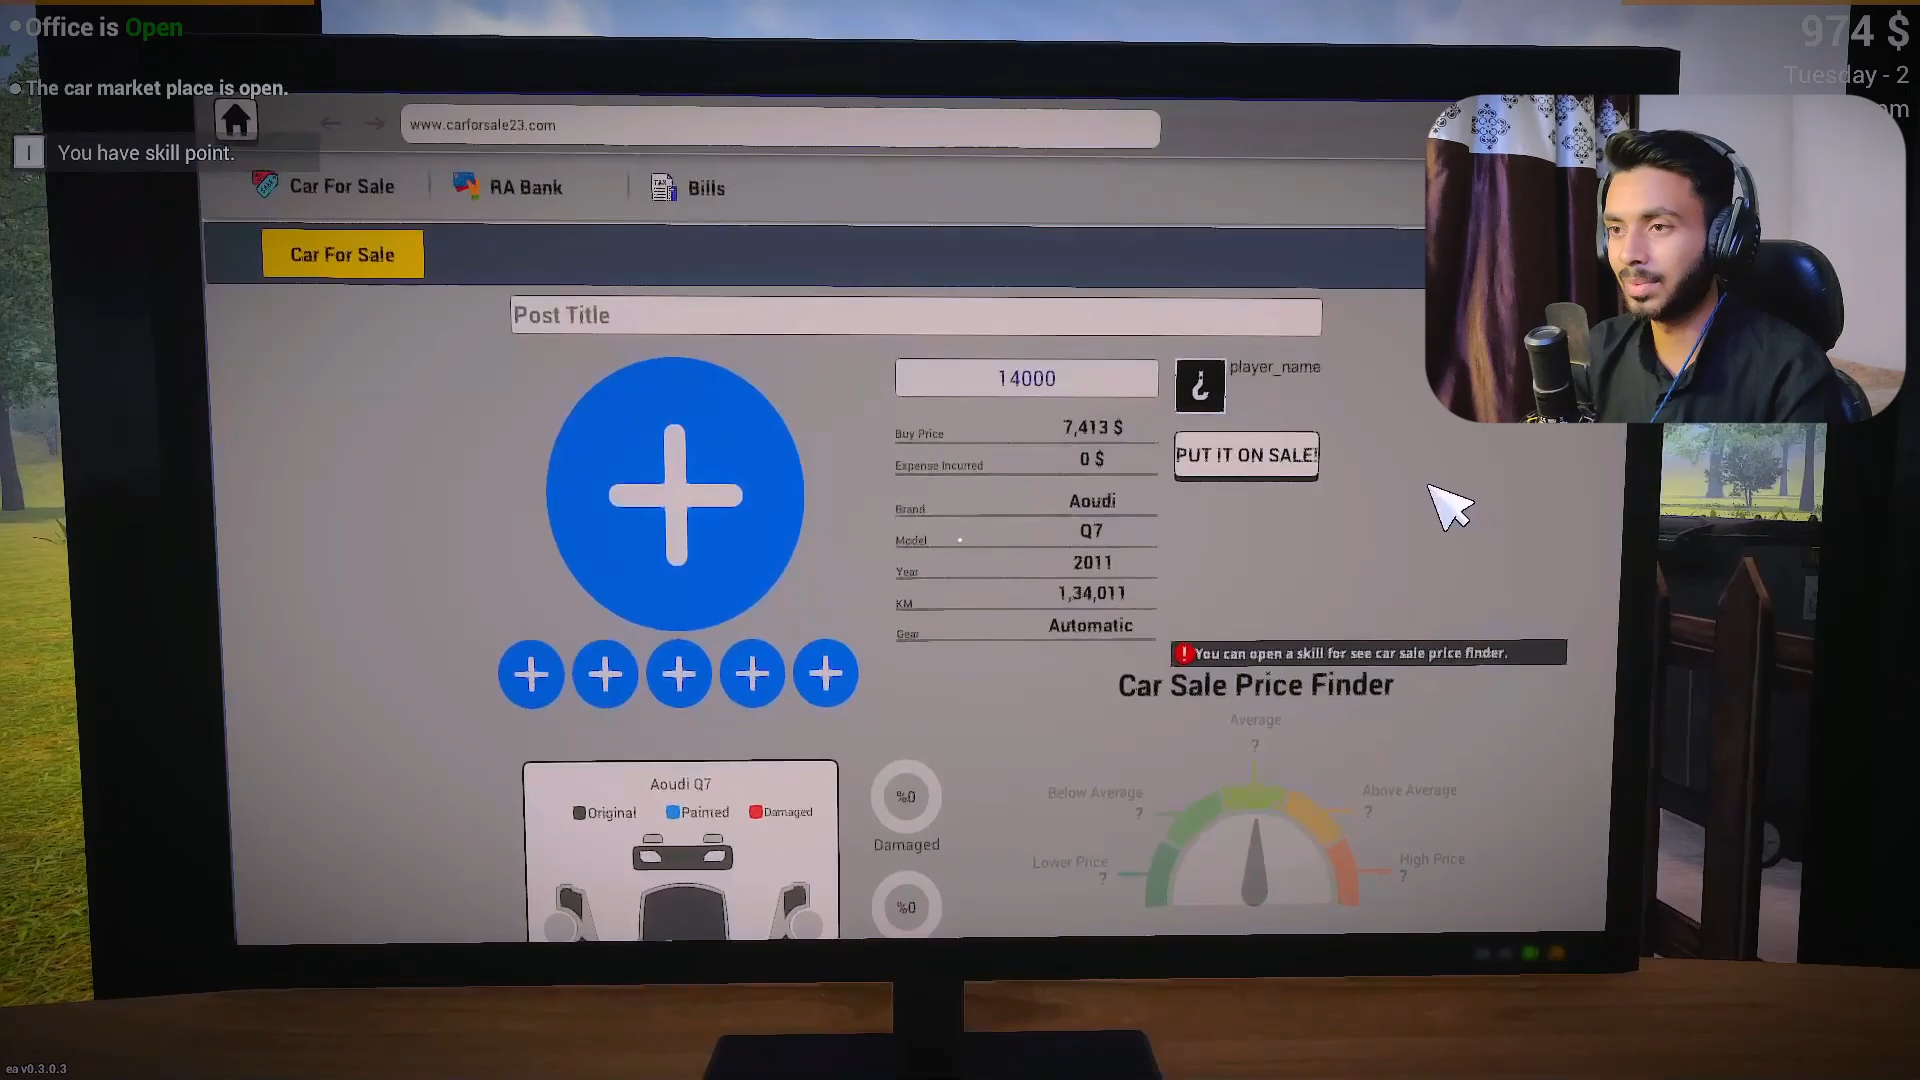 Office is Open
974 $
The car market place is open.
Tuesday - 2
www.carforsale23.com
You have skill point.
Car For Sale
RA Bank
Bills
Car For Sale
Post Title
14000
player_name
Buy Price 7,413 $
PUT IT ON SALE!
Expense Incurred 0 $
Brand Aoudi
Model Q7
Year 2011
KM 1,34,011
Gear Automatic
You can open a skill for see car sale price finder.
Car Sale Price Finder
Average
?
Below Average
?
Above Average
?
Lower Price
?
High Price
?
Aoudi Q7
Original Painted Damaged
%0
Damaged
%0
ea v0.3.0.3